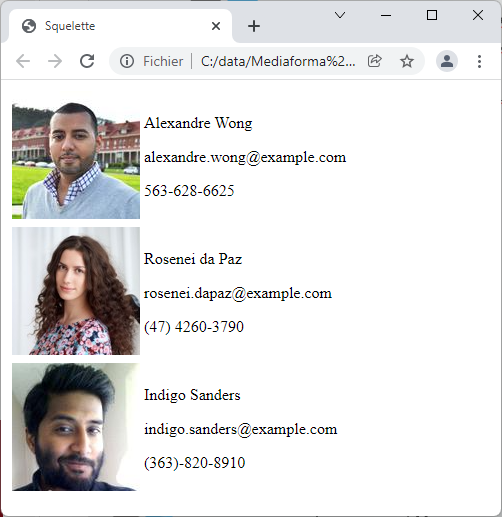 Squelette
Fichier | C:/data/Mediaforma%2...
Alexandre Wong
alexandre.wong@example.com
563-628-6625
Rosenei da Paz
rosenei.dapaz@example.com
(47) 4260-3790
Indigo Sanders
indigo.sanders@example.com
(363)-820-8910